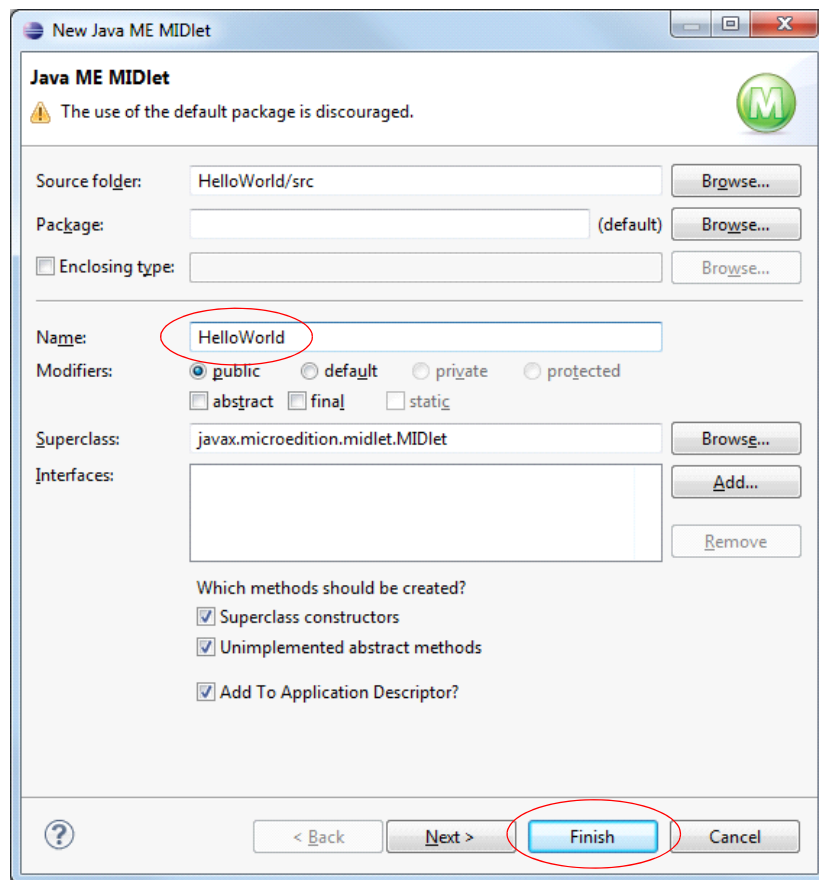 New Java ME MIDlet
Java ME MIDlet
The use of the default package is discouraged.
M
Source folder: HelloWorld/src Browse...
Package: (default) Browse...
Enclosing type: Browse...
Name: HelloWorld
Modifiers: public default private protected
abstract final static
Superclass: javax.microedition.midlet.MIDlet Browse...
Interfaces: Add...
Remove
Which methods should be created?
Superclass constructors
Unimplemented abstract methods
Add To Application Descriptor?
? < Back Next > Finish Cancel